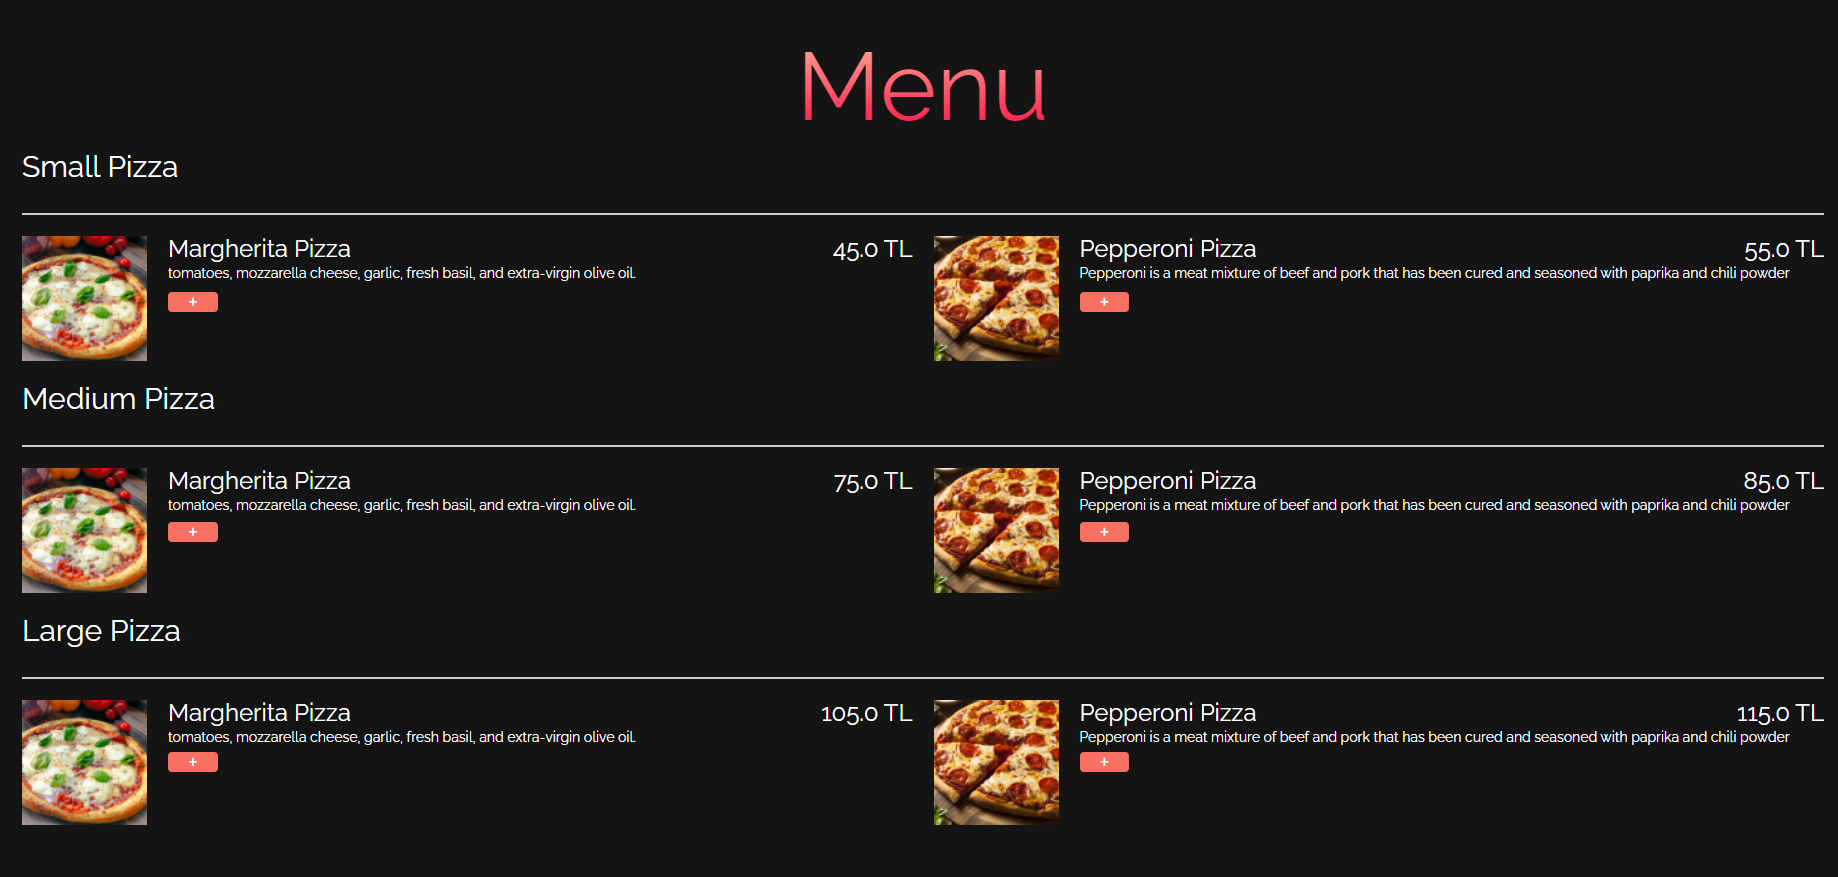 Menu
Small Pizza
Margherita Pizza 45.0 TL
tomatoes, mozzarella cheese, garlic, fresh basil, and extra-virgin olive oil.
+
Pepperoni Pizza 55.0 TL
Pepperoni is a meat mixture of beef and pork that has been cured and seasoned with paprika and chili powder
+
Medium Pizza
Margherita Pizza 75.0 TL
tomatoes, mozzarella cheese, garlic, fresh basil, and extra-virgin olive oil.
+
Pepperoni Pizza 85.0 TL
Pepperoni is a meat mixture of beef and pork that has been cured and seasoned with paprika and chili powder
+
Large Pizza
Margherita Pizza 105.0 TL
tomatoes, mozzarella cheese, garlic, fresh basil, and extra-virgin olive oil.
+
Pepperoni Pizza 115.0 TL
Pepperoni is a meat mixture of beef and pork that has been cured and seasoned with paprika and chili powder
+